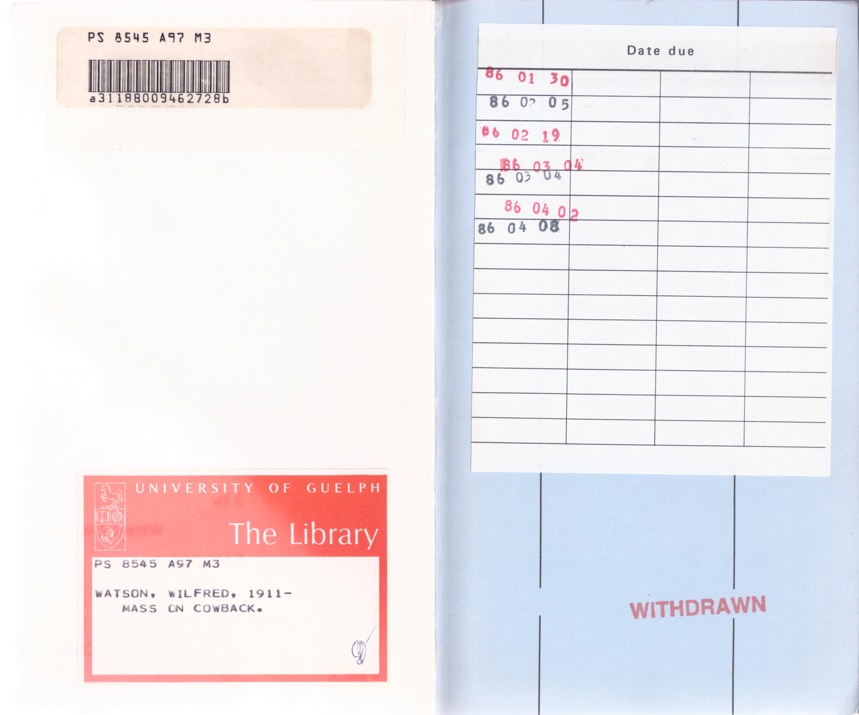 PS 8545 A97 M3
a31188009462728b
UNIVERSITY OF GUELPH
The Library
PS 8545 A97 M3
WATSON, WILFRED, 1911-
MASS ON COWBACK.
Date due
86 01 30
86 05
86 02 19
86 03 04
86 03 04
86 04 02
86 04 08
WITHDRAWN